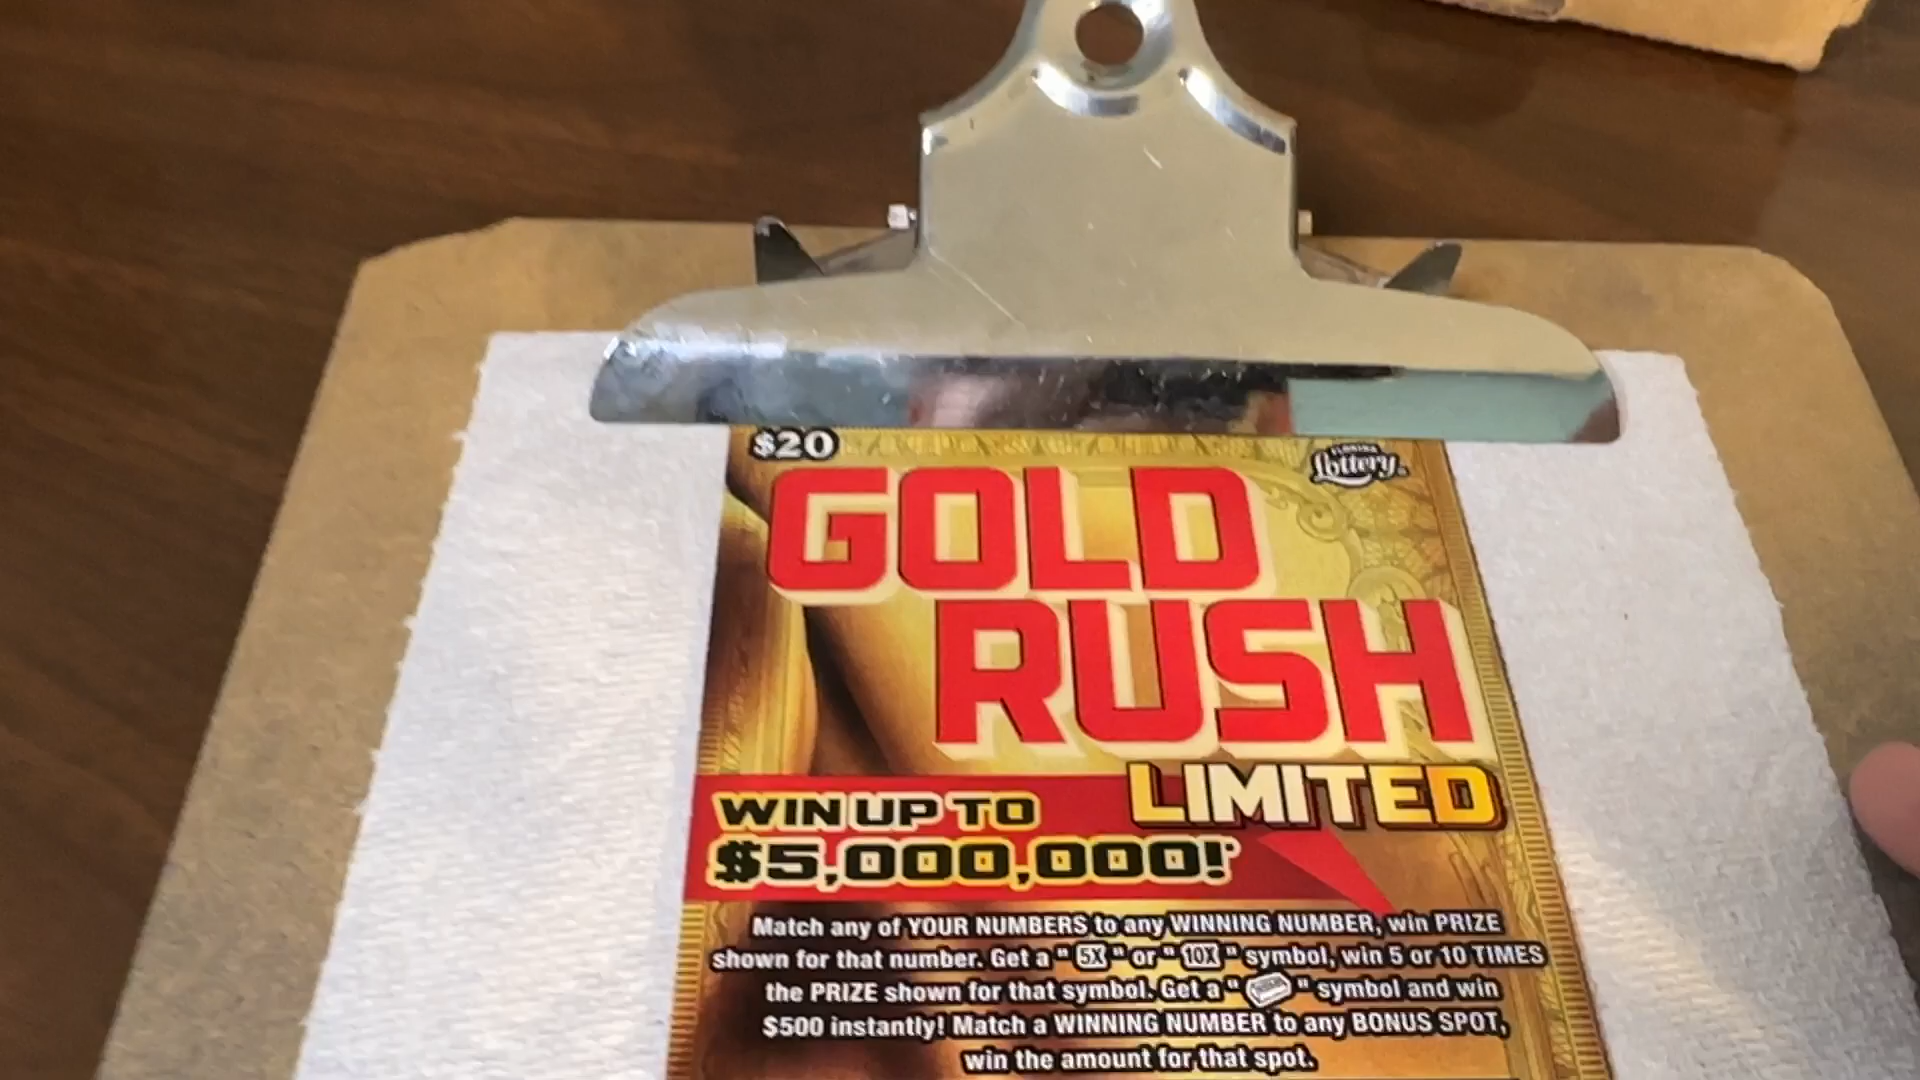 $20
FLORIDA
Lottery
GOLD
RUSH
LIMITED
WIN UP TO
$5,000,000!*
Match any of YOUR NUMBERS to any WINNING NUMBER, win PRIZE
shown for that number. Get a "5X" or "10X" symbol, win 5 or 10 TIMES
the PRIZE shown for that symbol. Get a " " symbol and win
$500 instantly! Match a WINNING NUMBER to any BONUS SPOT,
win the amount for that spot.